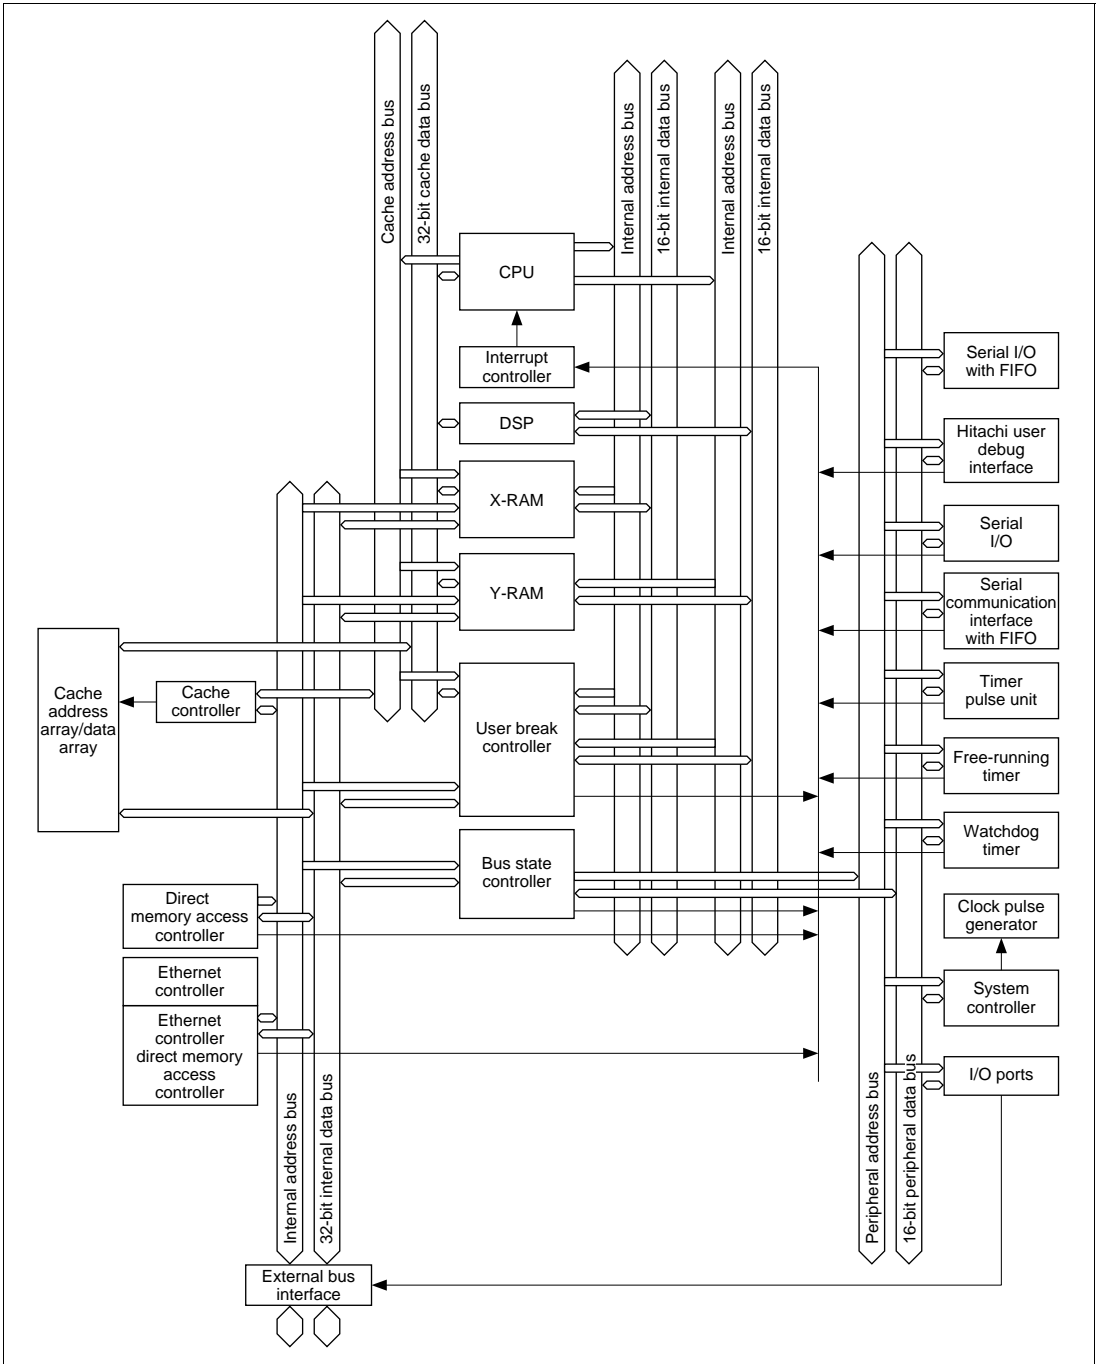 Cache address bus
32-bit cache data bus
Internal address bus
16-bit internal data bus
Internal address bus
16-bit internal data bus
CPU
Interrupt
controller
DSP
X-RAM
Y-RAM
Cache
address
array/data
array
Cache
controller
User break
controller
Bus state
controller
Direct
memory access
controller
Ethernet
controller
Ethernet
controller
direct memory
access
controller
Internal address bus
32-bit internal data bus
External bus
interface
Peripheral address bus
16-bit peripheral data bus
Serial I/O
with FIFO
Hitachi user
debug
interface
Serial
I/O
Serial
communication
interface
with FIFO
Timer
pulse unit
Free-running
timer
Watchdog
timer
Clock pulse
generator
System
controller
I/O ports